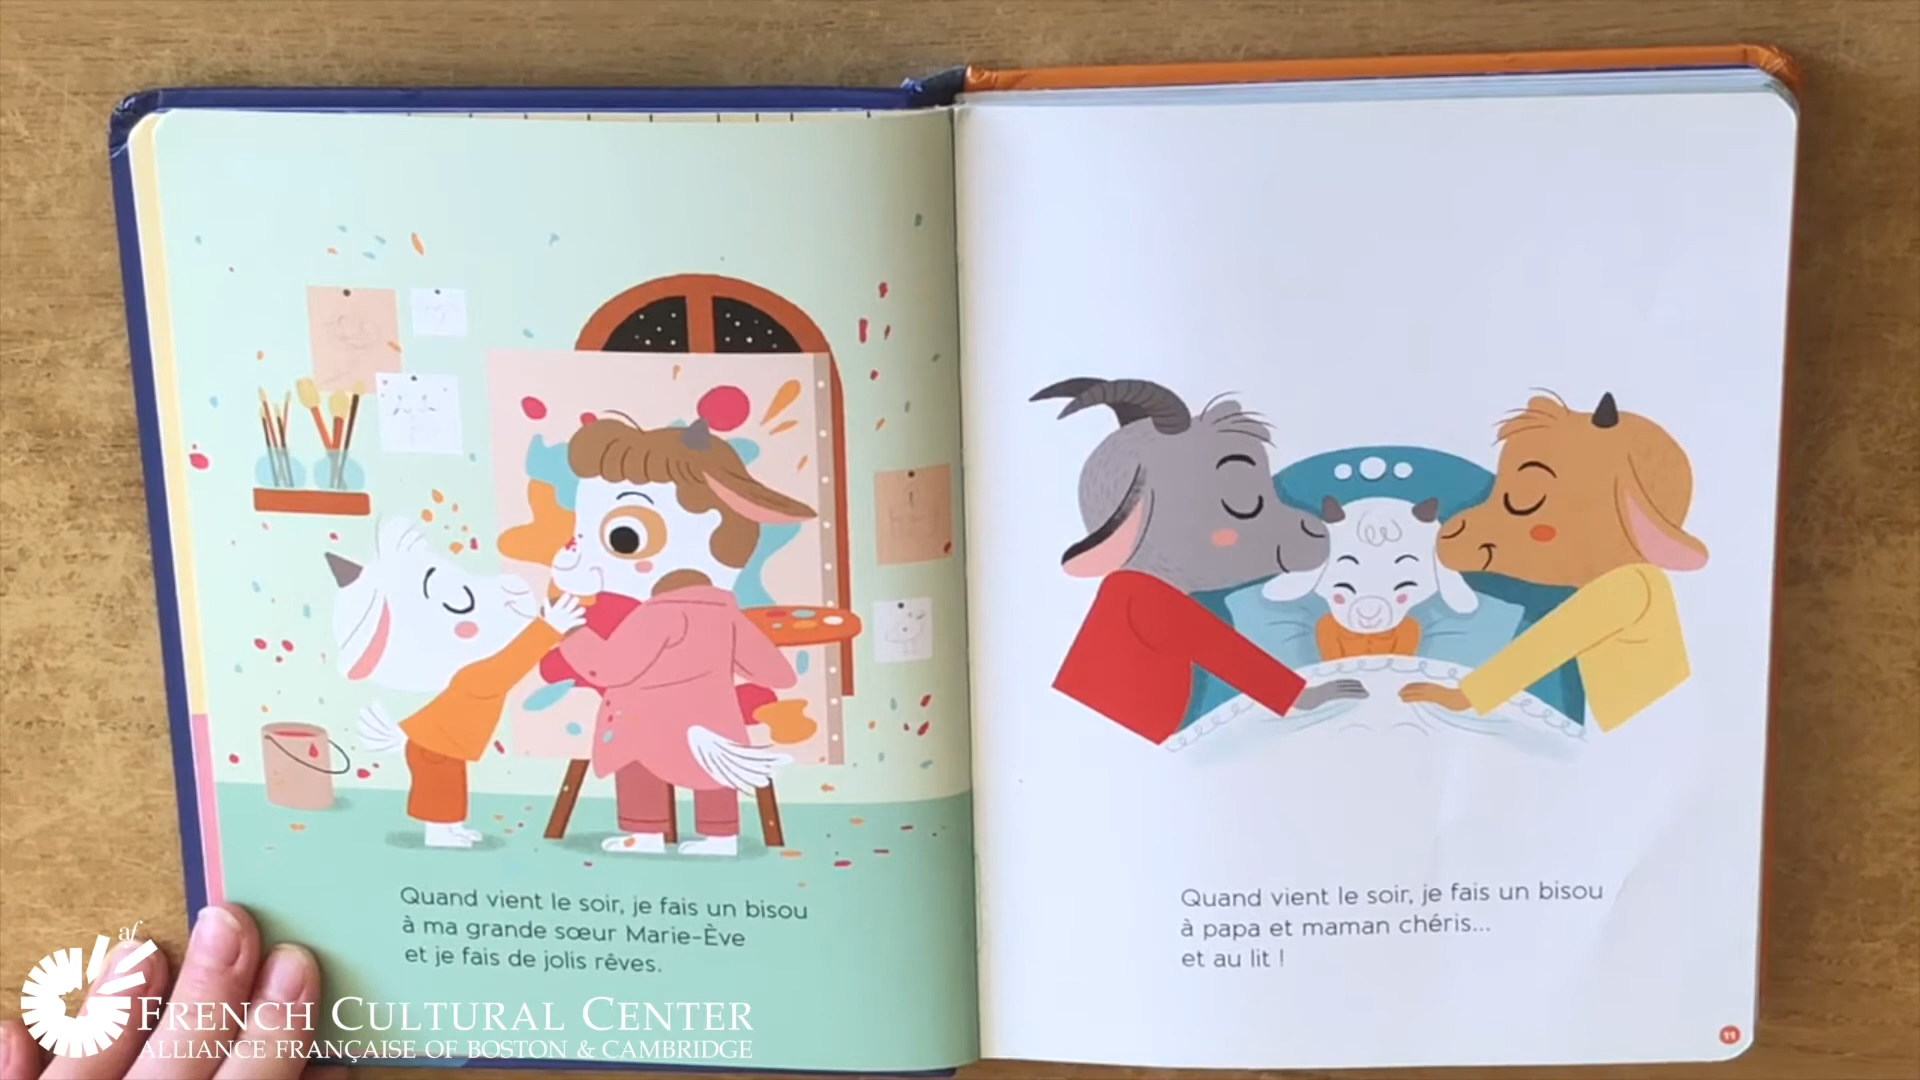 Quand vient le soir, je fais un bisou
à ma grande sœur Marie-Ève
et je fais de jolis rêves.
Quand vient le soir, je fais un bisou
à papa et maman chéris...
et au lit !
11
af
FRENCH CULTURAL CENTER
ALLIANCE FRANÇAISE OF BOSTON & CAMBRIDGE